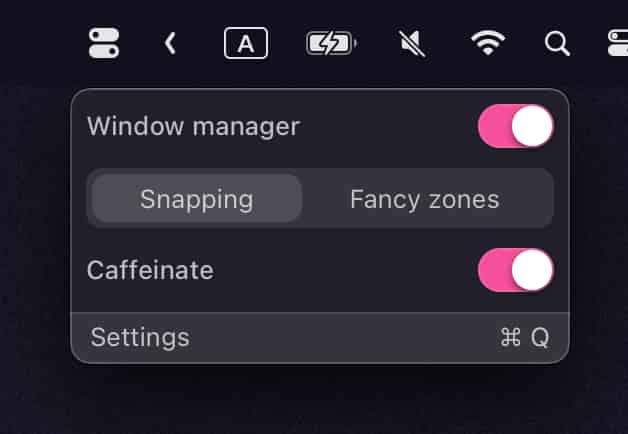 A
Window manager
Snapping Fancy zones
Caffeinate
Settings ⌘ Q